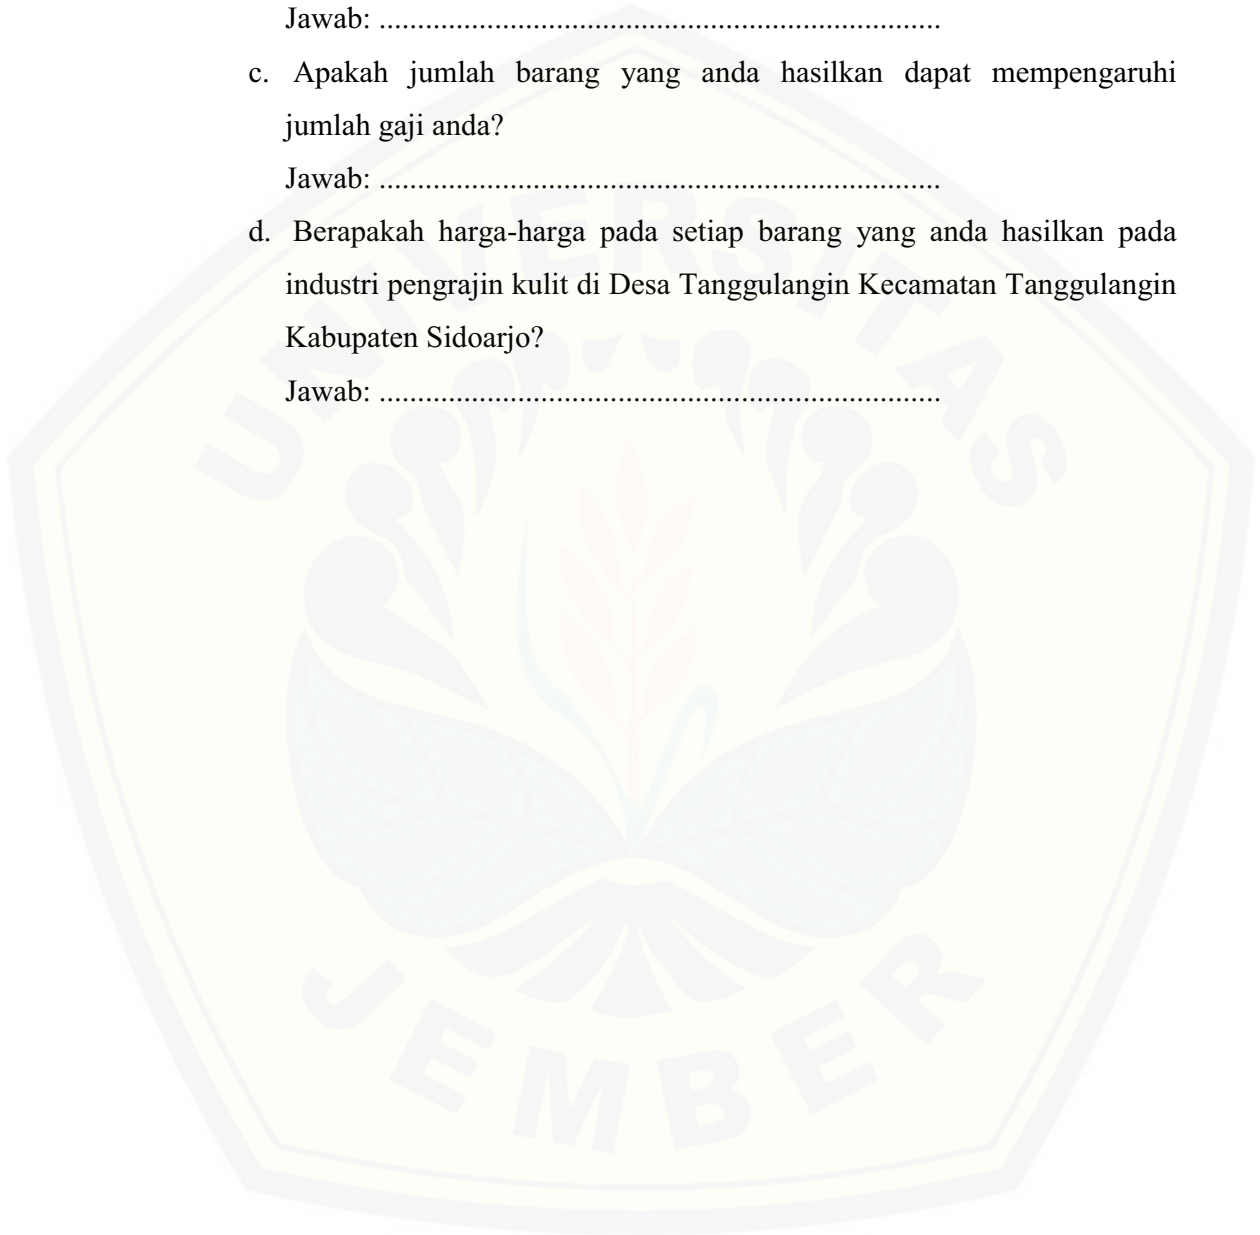 Jawab: .........................................................................
c. Apakah jumlah barang yang anda hasilkan dapat mempengaruhi
jumlah gaji anda?
Jawab: .........................................................................
d. Berapakah harga-harga pada setiap barang yang anda hasilkan pada
industri pengrajin kulit di Desa Tanggulangin Kecamatan Tanggulangin
Kabupaten Sidoarjo?
Jawab: .........................................................................
UNIVERSITAS
JEMBER